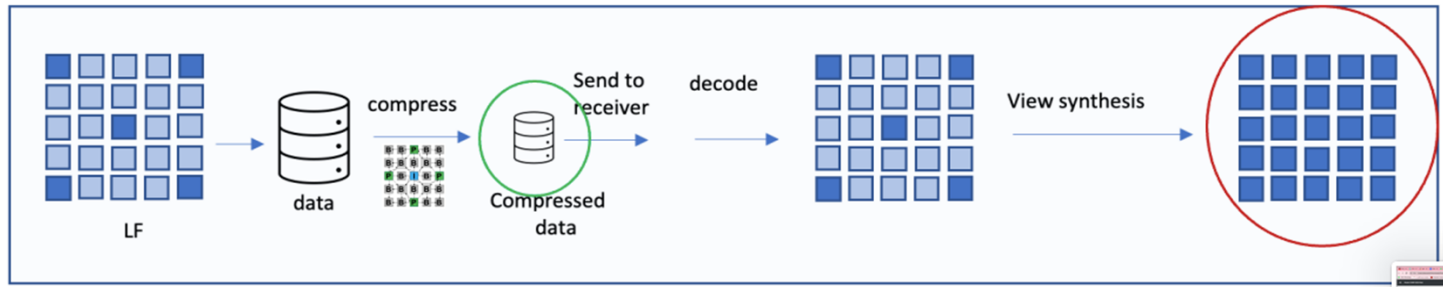 LF
data
compress
B B P B B
B B B B B
P B I B P
B B B B B
B B P B B
Compressed
data
Send to
receiver
decode
View synthesis